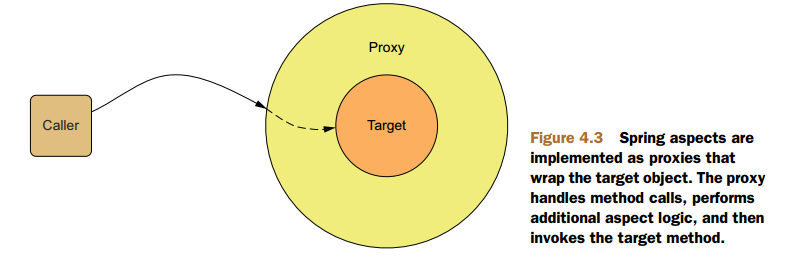 Proxy
Caller
Target
Figure 4.3 Spring aspects are
implemented as proxies that
wrap the target object. The proxy
handles method calls, performs
additional aspect logic, and then
invokes the target method.